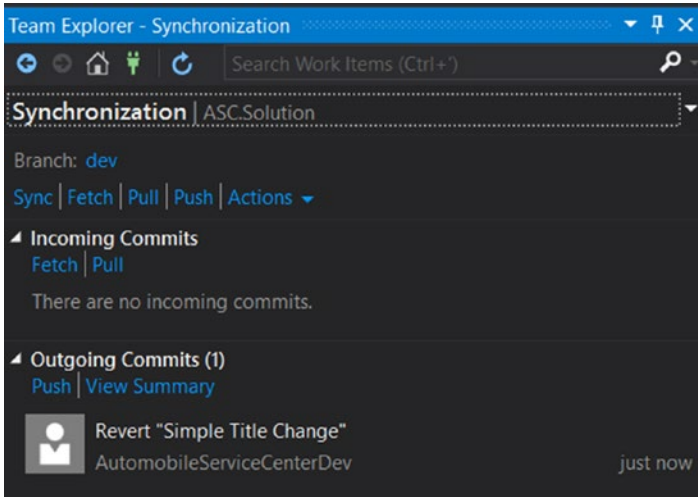 Team Explorer - Synchronization
Search Work Items (Ctrl+')
Synchronization | ASC.Solution
Branch: dev
Sync | Fetch | Pull | Push | Actions
Incoming Commits
Fetch | Pull
There are no incoming commits.
Outgoing Commits (1)
Push | View Summary
Revert "Simple Title Change"
AutomobileServiceCenterDev just now